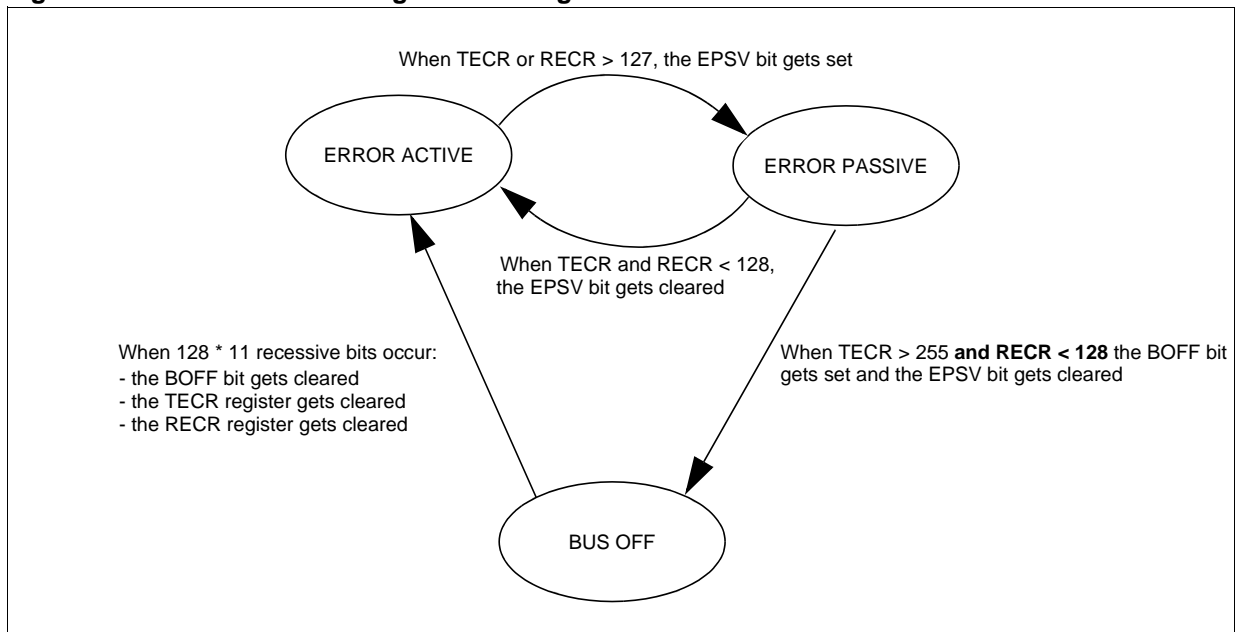 When TECR or RECR > 127, the EPSV bit gets set
ERROR ACTIVE
ERROR PASSIVE
When TECR and RECR < 128,
the EPSV bit gets cleared
When 128 * 11 recessive bits occur:
- the BOFF bit gets cleared
- the TECR register gets cleared
- the RECR register gets cleared
When TECR > 255 and RECR < 128 the BOFF bit
gets set and the EPSV bit gets cleared
BUS OFF